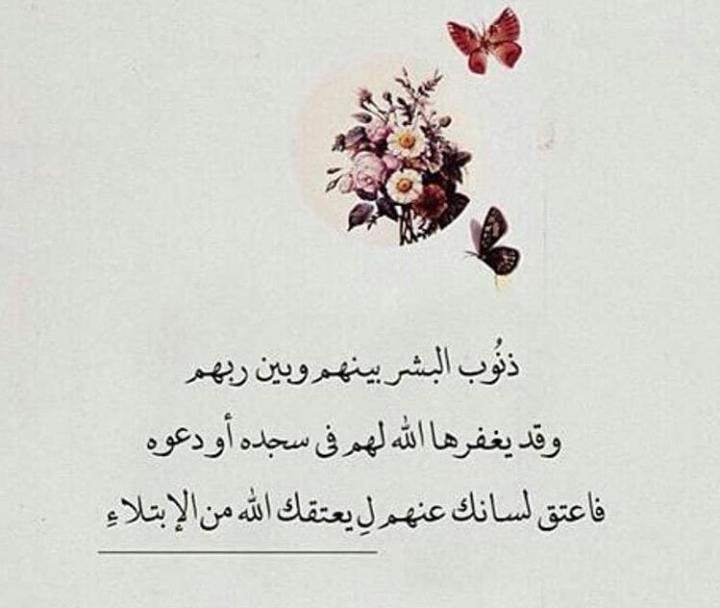 ذنُوب البشر بينهم وبين ربهم
وقد يغفرها الله لهم فى سجده أو دعوه
فاعتق لسانك عنهم لِ يعتقك الله من الإبتلاءِ